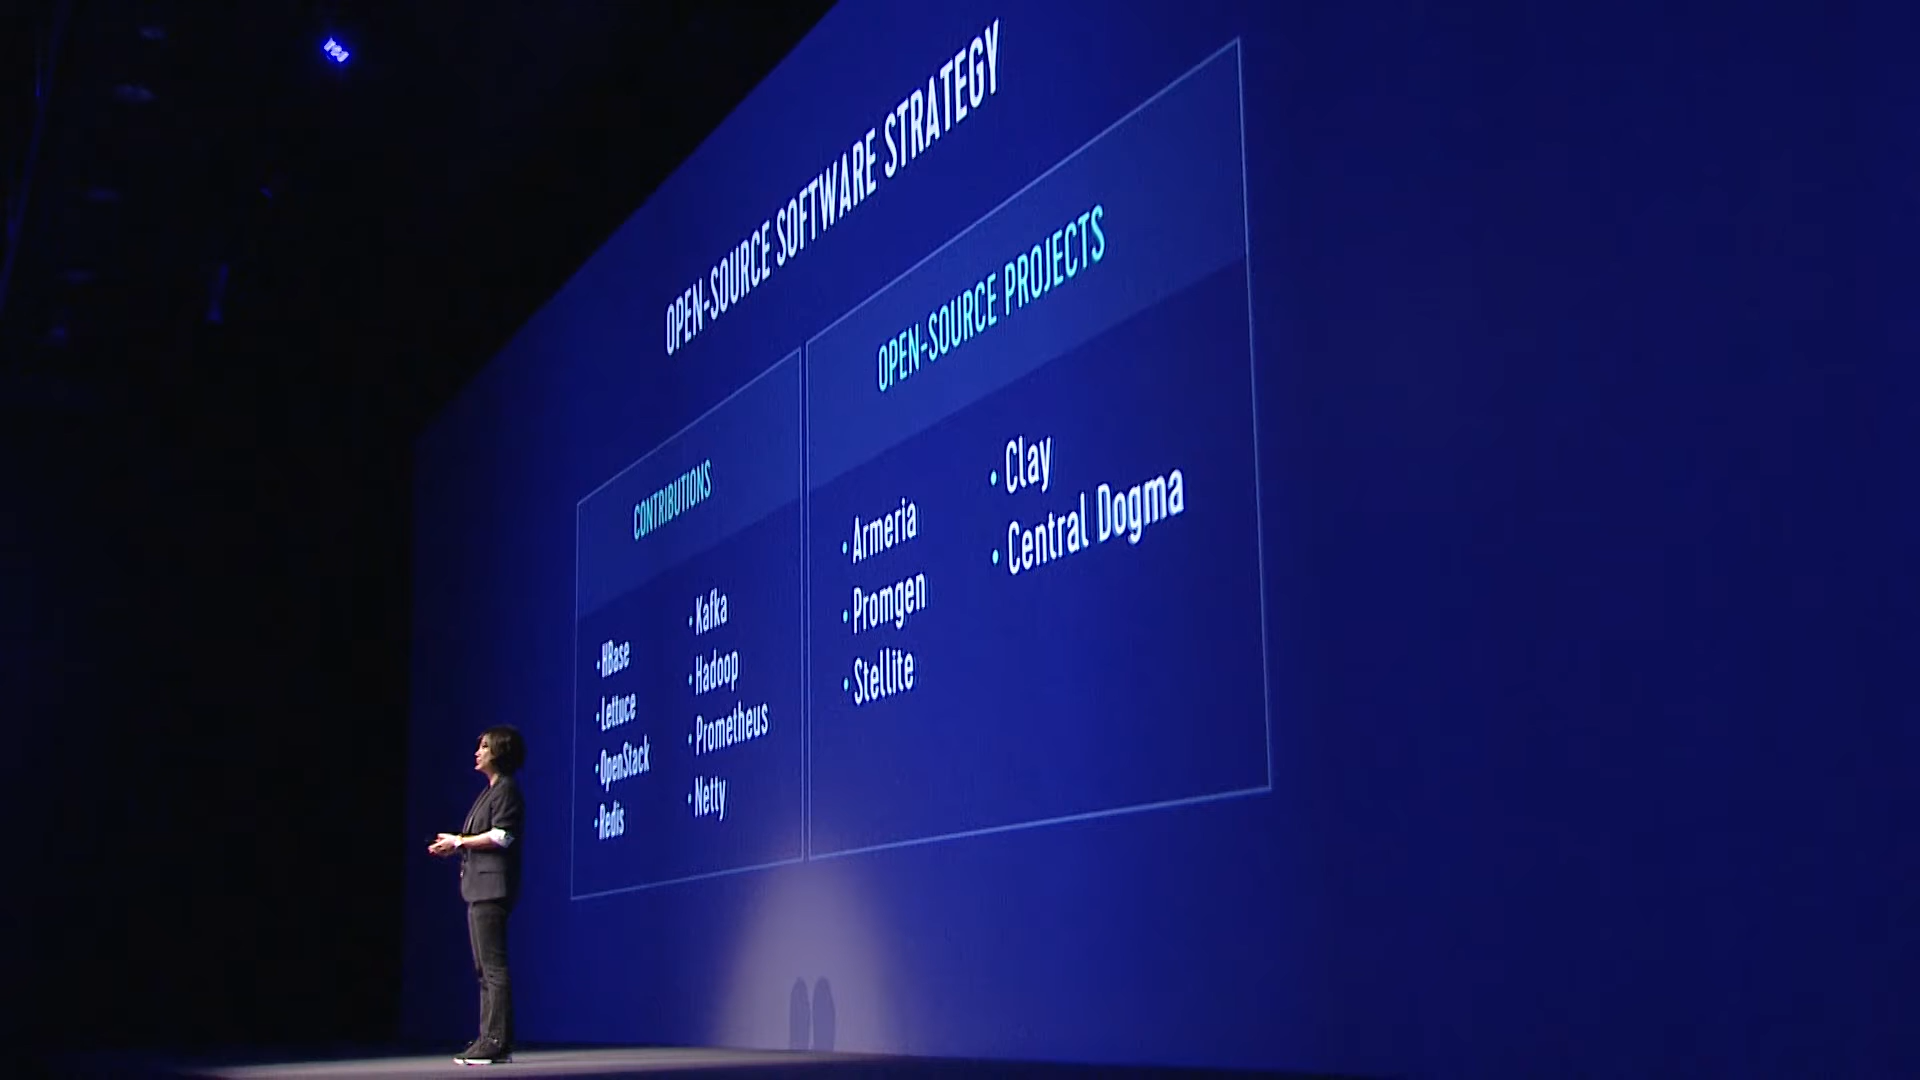 OPEN-SOURCE SOFTWARE STRATEGY
CONTRIBUTIONS
• HBase
• Lettuce
• OpenStack
• Redis
• Kafka
• Hadoop
• Prometheus
• Netty
OPEN-SOURCE PROJECTS
• Armeria
• Promgen
• Stellite
• Clay
• Central Dogma